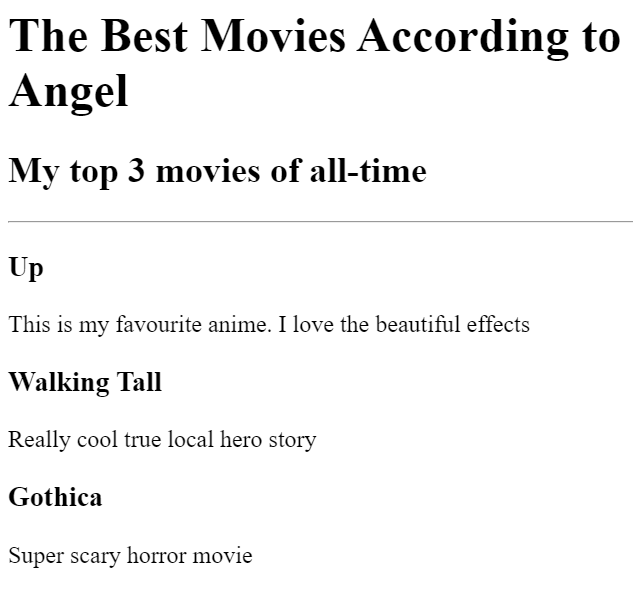 The Best Movies According to
Angel
My top 3 movies of all-time
Up
This is my favourite anime. I love the beautiful effects
Walking Tall
Really cool true local hero story
Gothica
Super scary horror movie